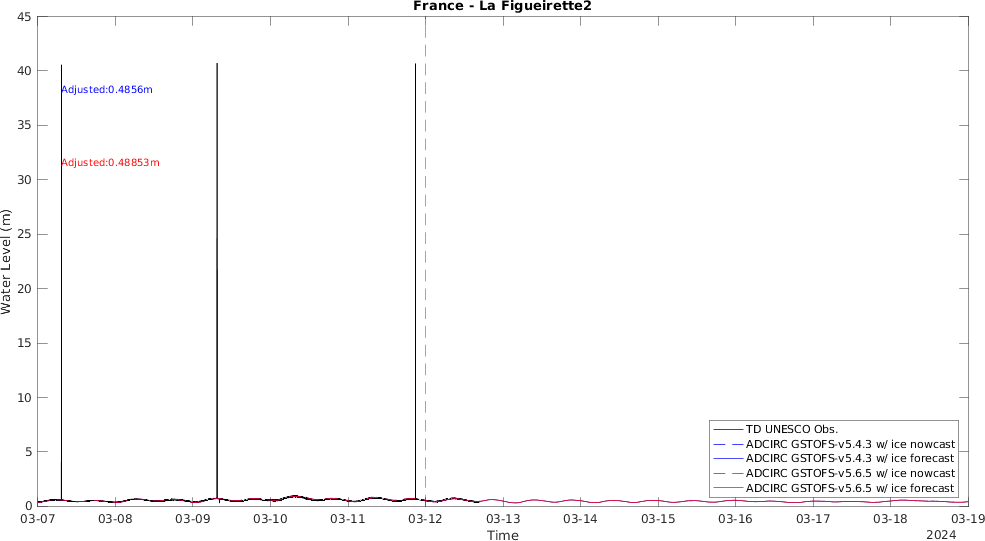 France - La Figueirette2
45
40
35
30
25
20
15
10
5
0
Water Level (m)
Adjusted:0.4856m
Adjusted:0.48853m
TD UNESCO Obs.
ADCIRC GSTOFS-v5.4.3 w/ ice nowcast
ADCIRC GSTOFS-v5.4.3 w/ ice forecast
ADCIRC GSTOFS-v5.6.5 w/ ice nowcast
ADCIRC GSTOFS-v5.6.5 w/ ice forecast
03-07 03-08 03-09 03-10 03-11 03-12 03-13 03-14 03-15 03-16 03-17 03-18 03-19
Time
2024